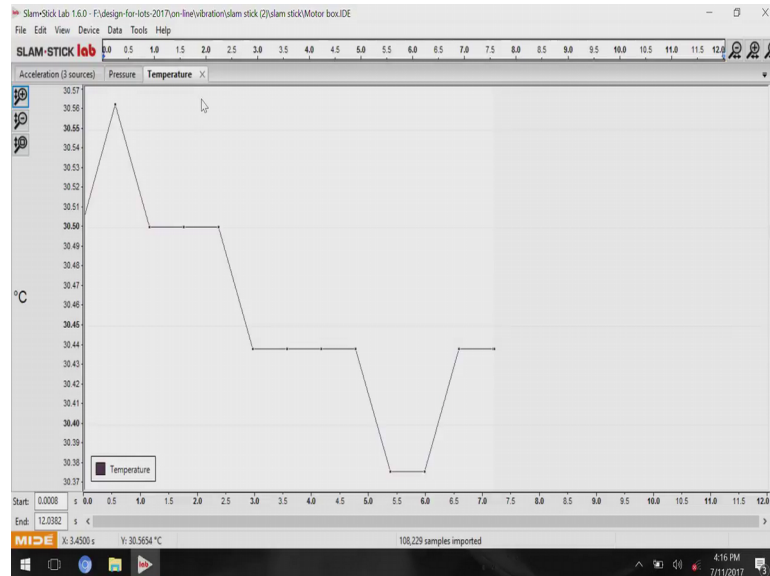 Slam•Stick Lab 1.6.0 - F:\design-for-Iots-2017\on-line\vibration\slam stick (2)\slam stick\Motor box.IDE
File Edit View Device Data Tools Help
SLAM•STICK lab 0.0 0.5 1.0 1.5 2.0 2.5 3.0 3.5 4.0 4.5 5.0 5.5 6.0 6.5 7.0 7.5 8.0 8.5 9.0 9.5 10.0 10.5 11.0 11.5 12.0
Acceleration (3 sources) Pressure Temperature X
30.57
30.56
30.55
30.54
30.53
30.52
30.51
30.50
30.49
30.48
30.47
°C
30.46
30.45
30.44
30.43
30.42
30.41
30.40
30.39
30.38
Temperature
30.37
Start: 0.0008 s 0.0 0.5 1.0 1.5 2.0 2.5 3.0 3.5 4.0 4.5 5.0 5.5 6.0 6.5 7.0 7.5 8.0 8.5 9.0 9.5 10.0 10.5 11.0 11.5 12.0
End: 12.0382 s
MIDE X: 3.4500 s Y: 30.5654 °C 108,229 samples imported
lab 4:16 PM
7/11/2017 3